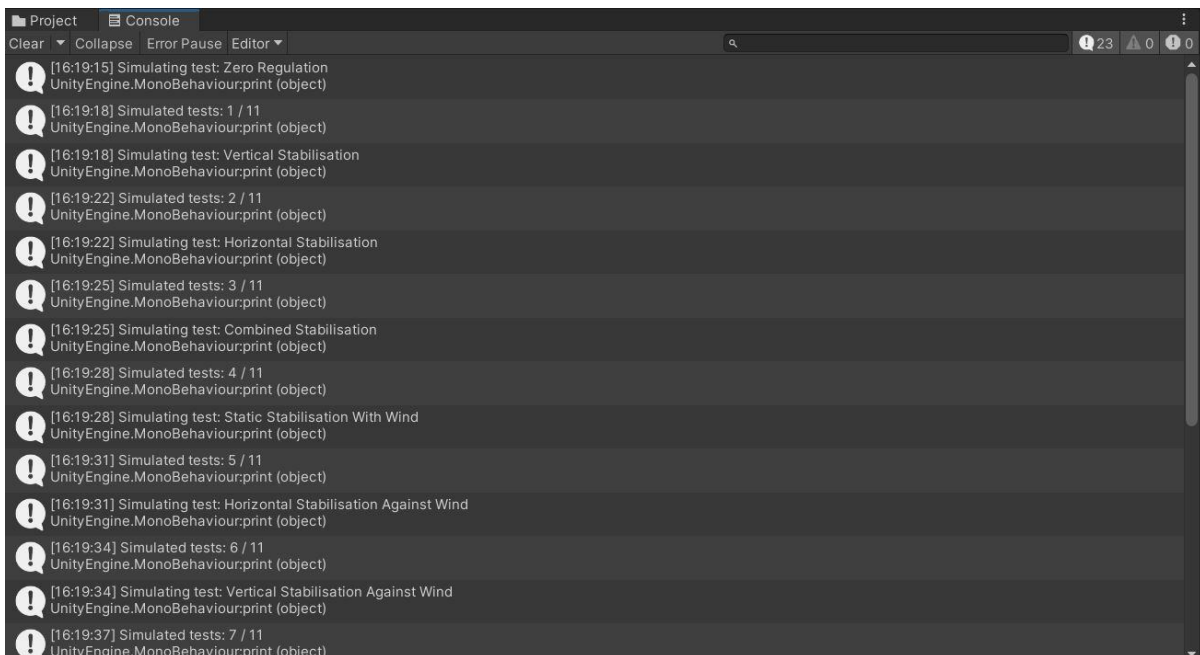 Project Console
Clear Collapse Error Pause Editor 23 0 0
[16:19:15] Simulating test: Zero Regulation
UnityEngine.MonoBehaviour:print (object)
[16:19:18] Simulated tests: 1 / 11
UnityEngine.MonoBehaviour:print (object)
[16:19:18] Simulating test: Vertical Stabilisation
UnityEngine.MonoBehaviour:print (object)
[16:19:22] Simulated tests: 2 / 11
UnityEngine.MonoBehaviour:print (object)
[16:19:22] Simulating test: Horizontal Stabilisation
UnityEngine.MonoBehaviour:print (object)
[16:19:25] Simulated tests: 3 / 11
UnityEngine.MonoBehaviour:print (object)
[16:19:25] Simulating test: Combined Stabilisation
UnityEngine.MonoBehaviour:print (object)
[16:19:28] Simulated tests: 4 / 11
UnityEngine.MonoBehaviour:print (object)
[16:19:28] Simulating test: Static Stabilisation With Wind
UnityEngine.MonoBehaviour:print (object)
[16:19:31] Simulated tests: 5 / 11
UnityEngine.MonoBehaviour:print (object)
[16:19:31] Simulating test: Horizontal Stabilisation Against Wind
UnityEngine.MonoBehaviour:print (object)
[16:19:34] Simulated tests: 6 / 11
UnityEngine.MonoBehaviour:print (object)
[16:19:34] Simulating test: Vertical Stabilisation Against Wind
UnityEngine.MonoBehaviour:print (object)
[16:19:37] Simulated tests: 7 / 11
UnityEngine.MonoBehaviour:print (object)